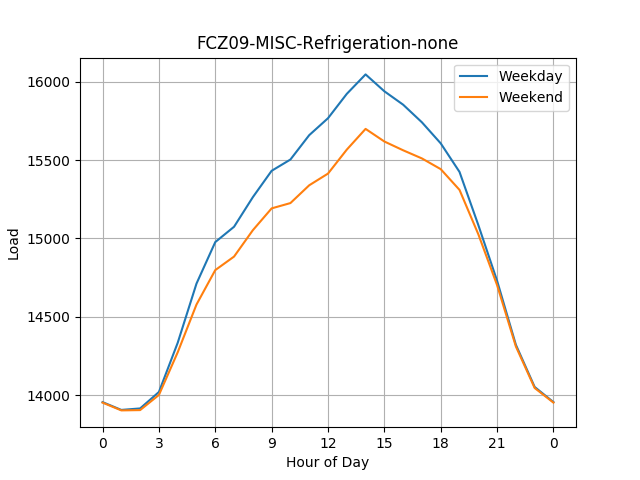 FCZ09-MISC-Refrigeration-none
Weekday
Weekend
16000
15500
15000
14500
14000
Load
0 3 6 9 12 15 18 21 0
Hour of Day